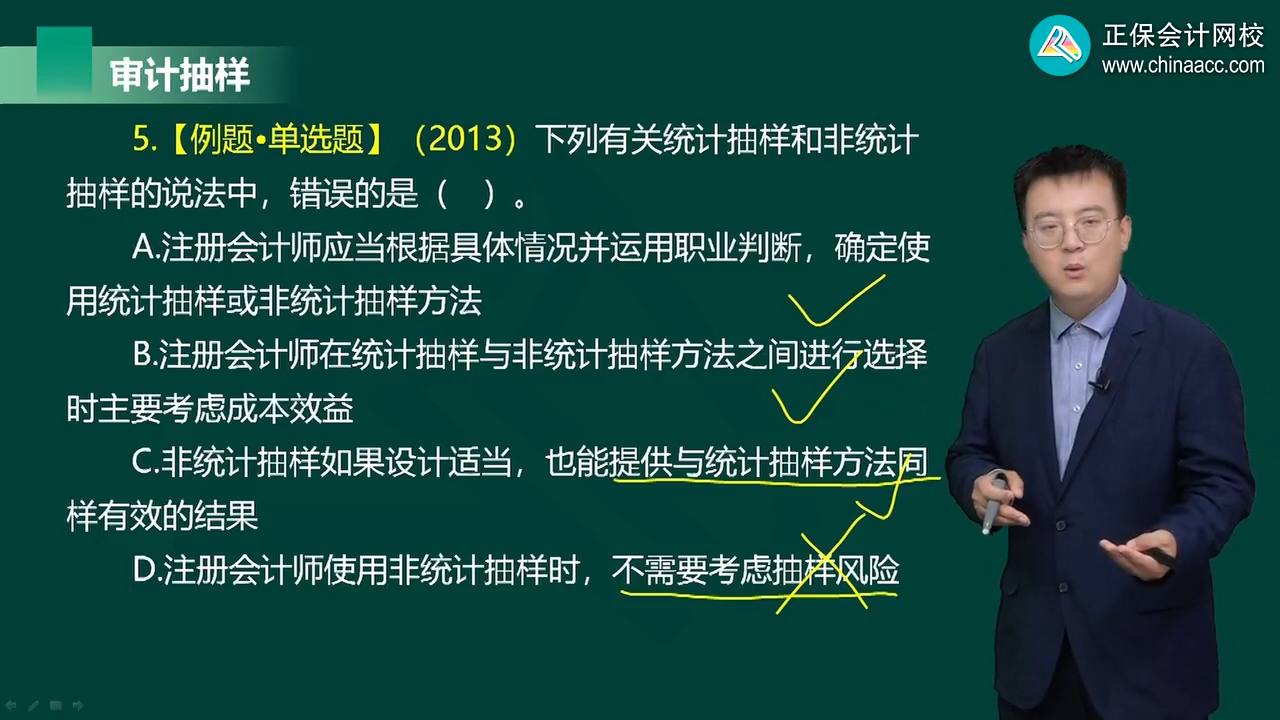 正保会计网校
www.chinaacc.com
审计抽样
5.【例题•单选题】（2013）下列有关统计抽样和非统计
抽样的说法中，错误的是（　）。
A.注册会计师应当根据具体情况并运用职业判断，确定使
用统计抽样或非统计抽样方法
B.注册会计师在统计抽样与非统计抽样方法之间进行选择
时主要考虑成本效益
C.非统计抽样如果设计适当，也能提供与统计抽样方法同
样有效的结果
D.注册会计师使用非统计抽样时，不需要考虑抽样风险